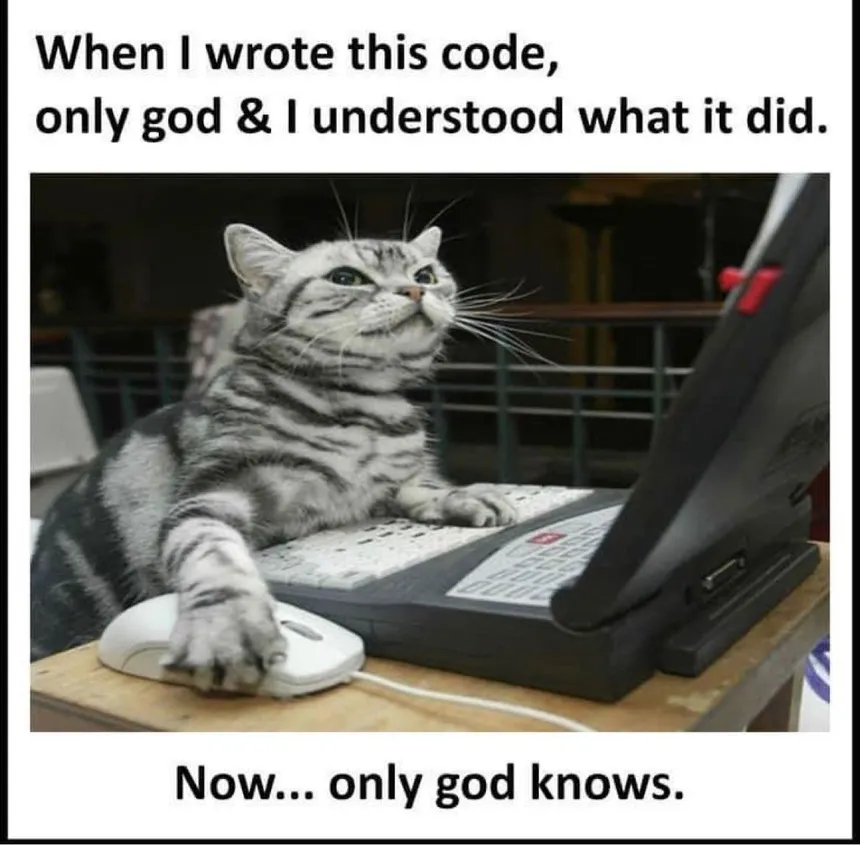 When I wrote this code,
only god & I understood what it did.
Now... only god knows.